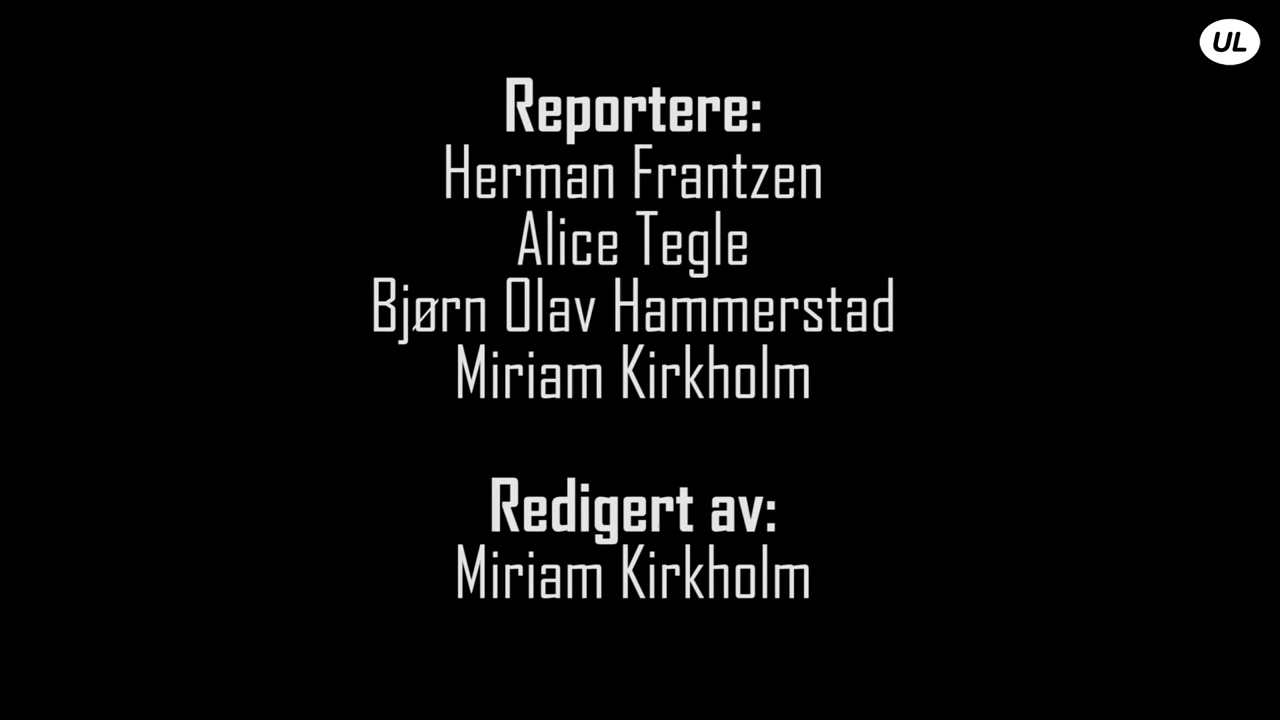 UL
Reportere:
Herman Frantzen
Alice Tegle
Bjørn Olav Hammerstad
Miriam Kirkholm
Redigert av:
Miriam Kirkholm